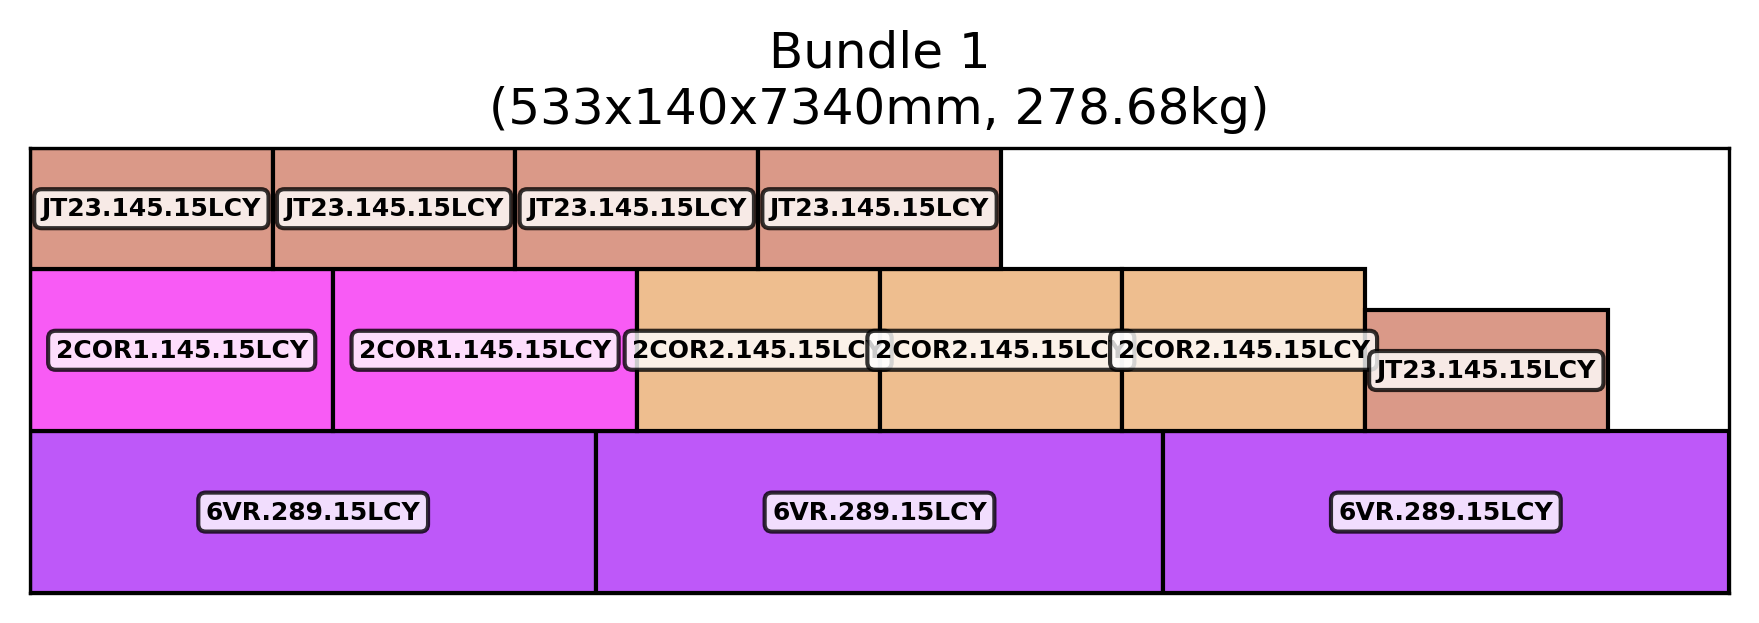 Bundle 1
(533x140x7340mm, 278.68kg)
JT23.145.15LCY JT23.145.15LCY JT23.145.15LCY JT23.145.15LCY
2COR1.145.15LCY 2COR1.145.15LCY 2COR2.145.15LCY 2COR2.145.15LCY 2COR2.145.15LCY
JT23.145.15LCY
6VR.289.15LCY 6VR.289.15LCY 6VR.289.15LCY